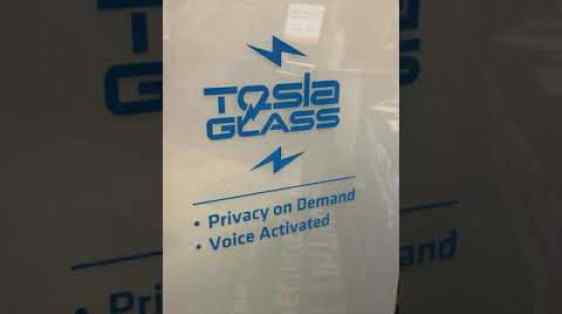 Tesla
GLASS
• Privacy on Demand
• Voice Activated